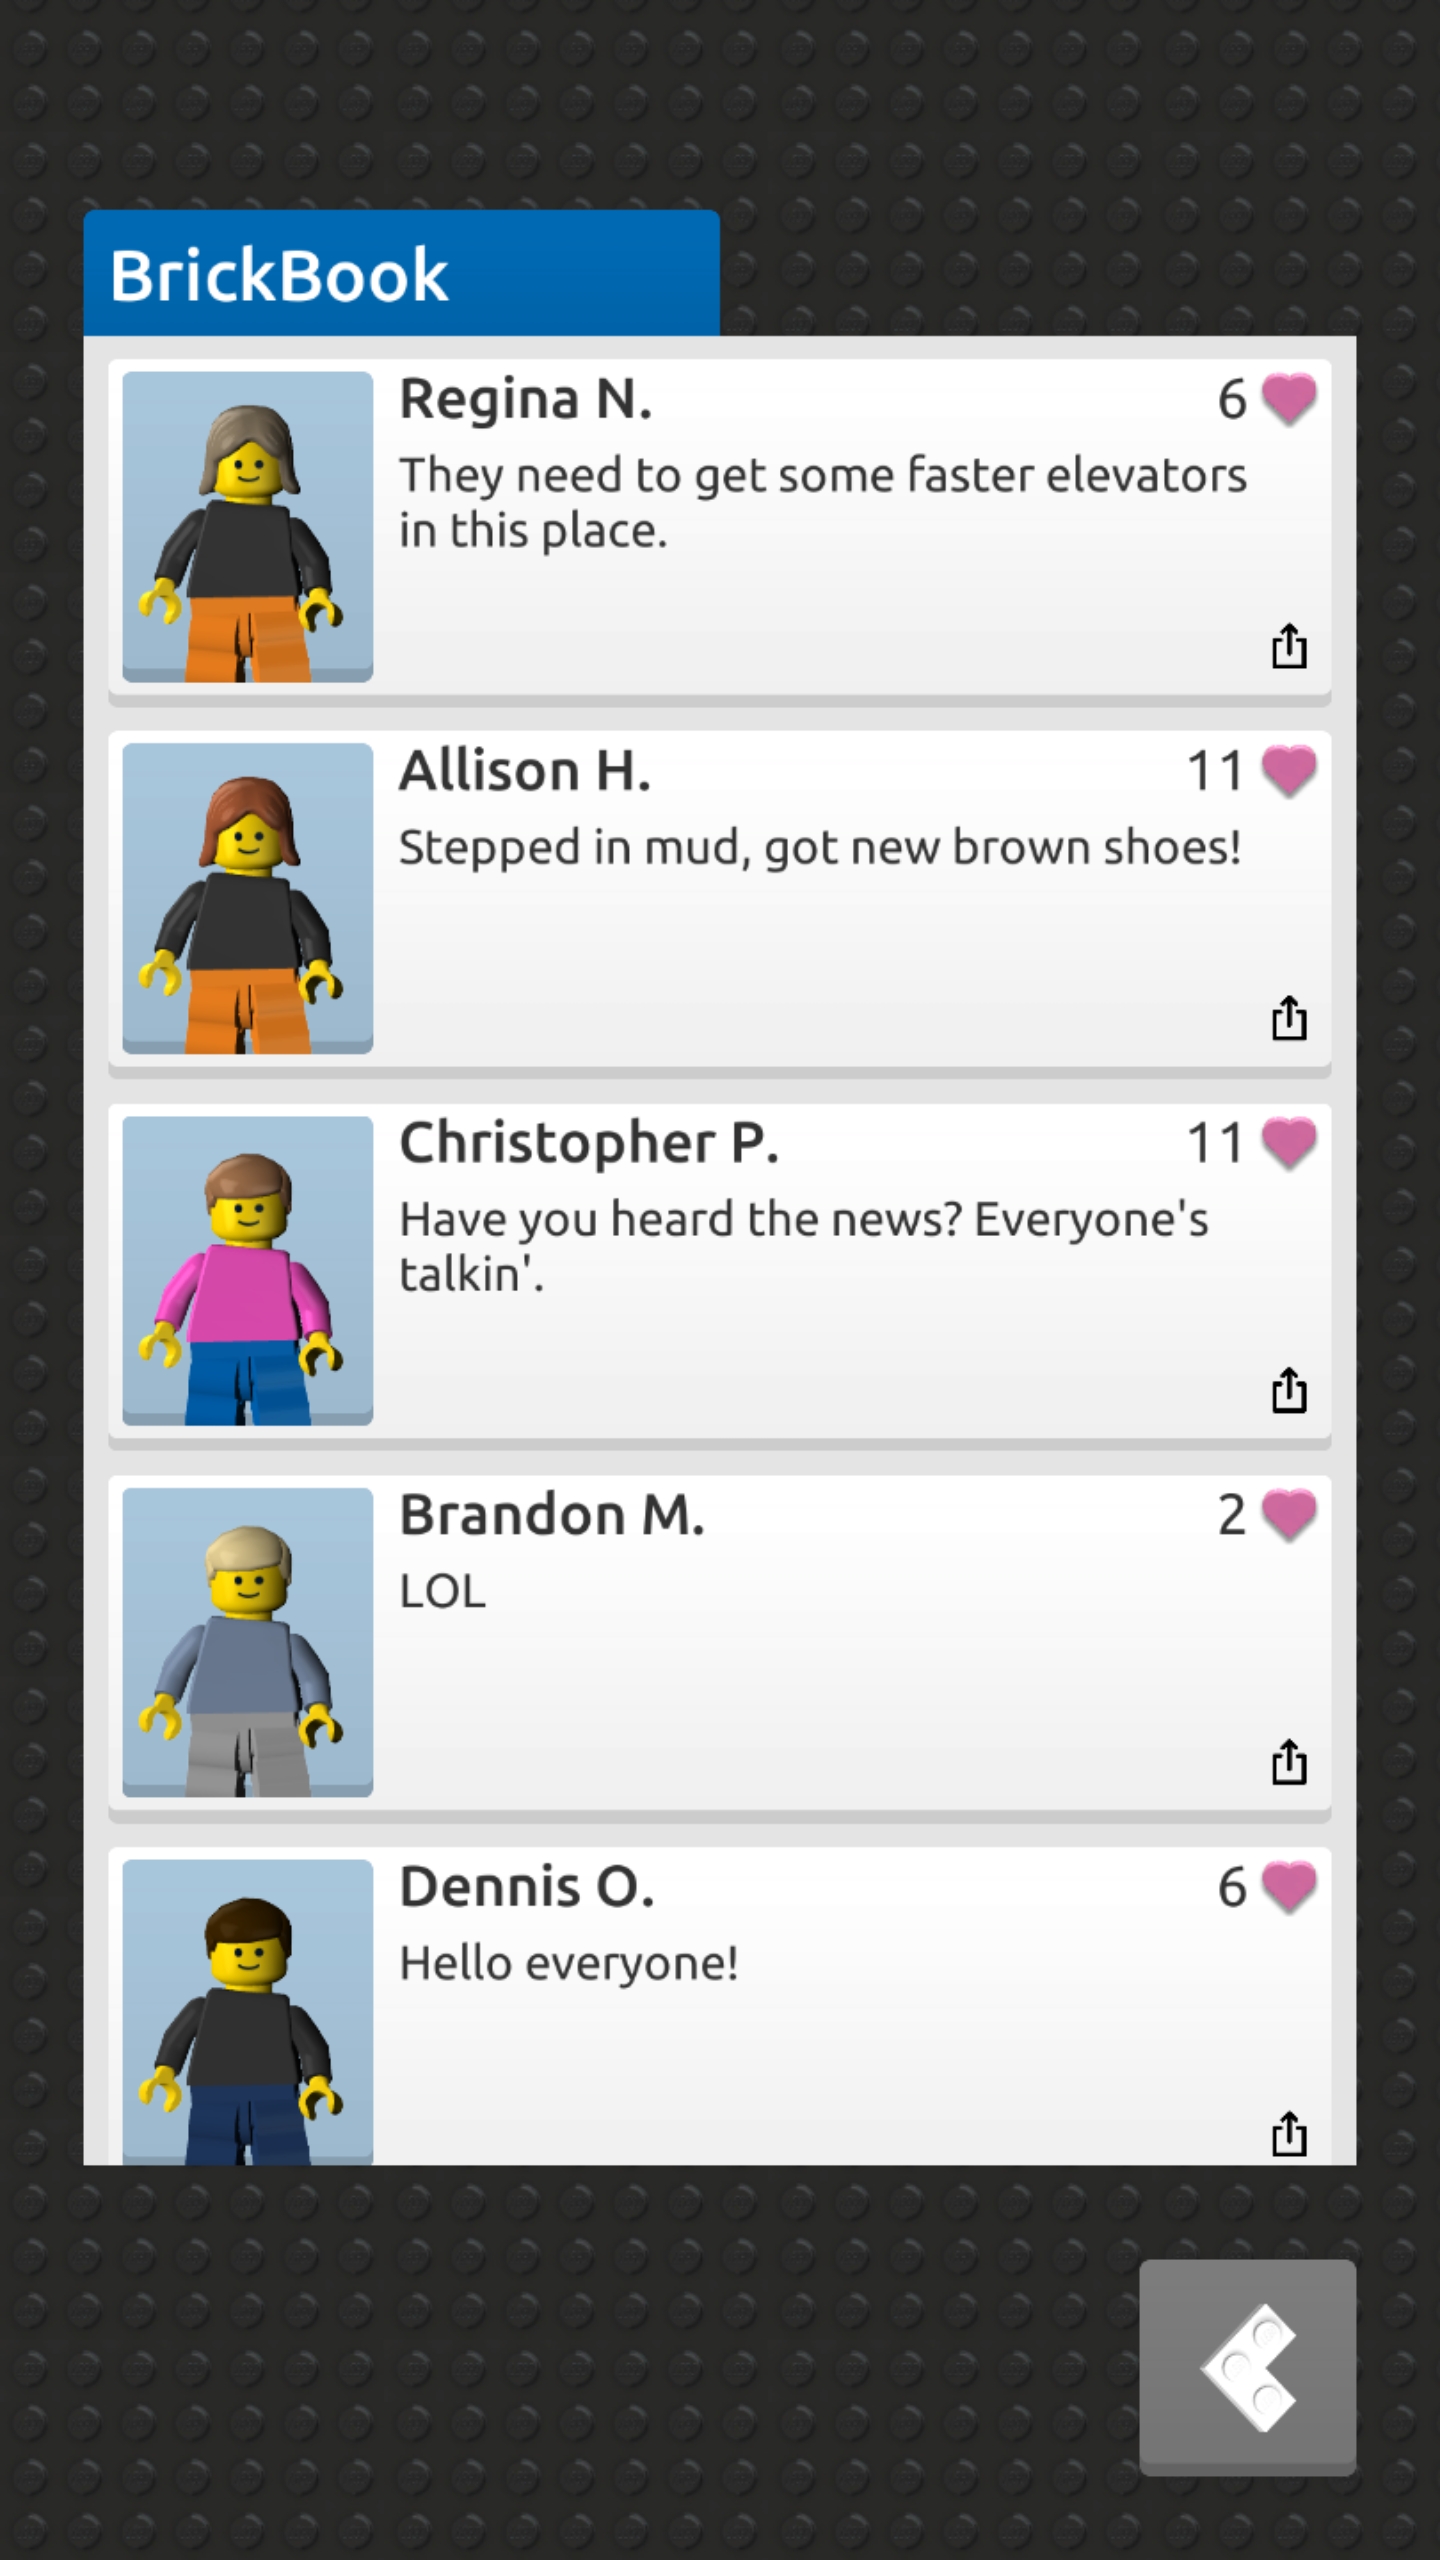 BrickBook
Regina N.
6
They need to get some faster elevators
in this place.
Allison H.
11
Stepped in mud, got new brown shoes!
Christopher P.
11
Have you heard the news? Everyone's
talkin'.
Brandon M.
2
LOL
Dennis O.
6
Hello everyone!